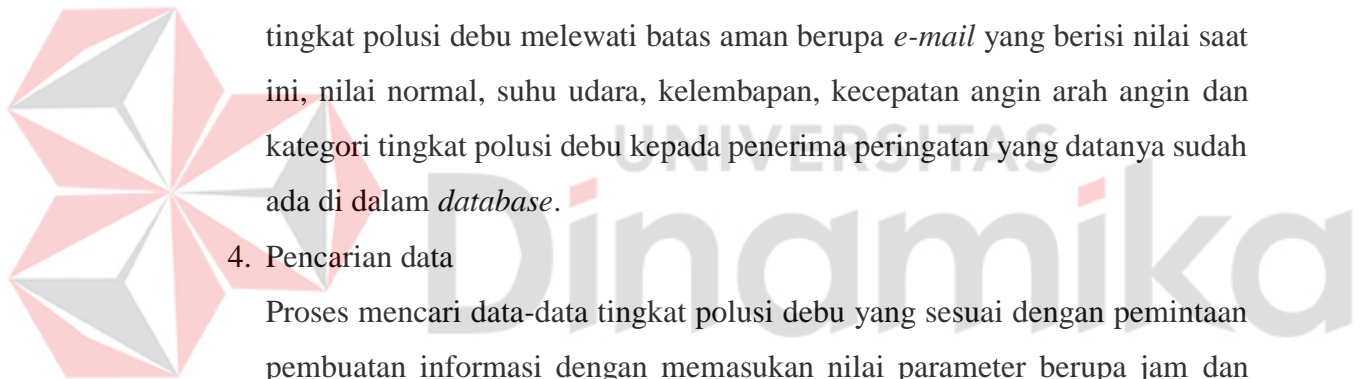 tingkat polusi debu melewati batas aman berupa e-mail yang berisi nilai saat
ini, nilai normal, suhu udara, kelembapan, kecepatan angin arah angin dan
kategori tingkat polusi debu kepada penerima peringatan yang datanya sudah
ada di dalam database.
4. Pencarian data
Proses mencari data-data tingkat polusi debu yang sesuai dengan pemintaan
pembuatan informasi dengan memasukan nilai parameter berupa jam dan
UNIVERSITAS
Dinamika